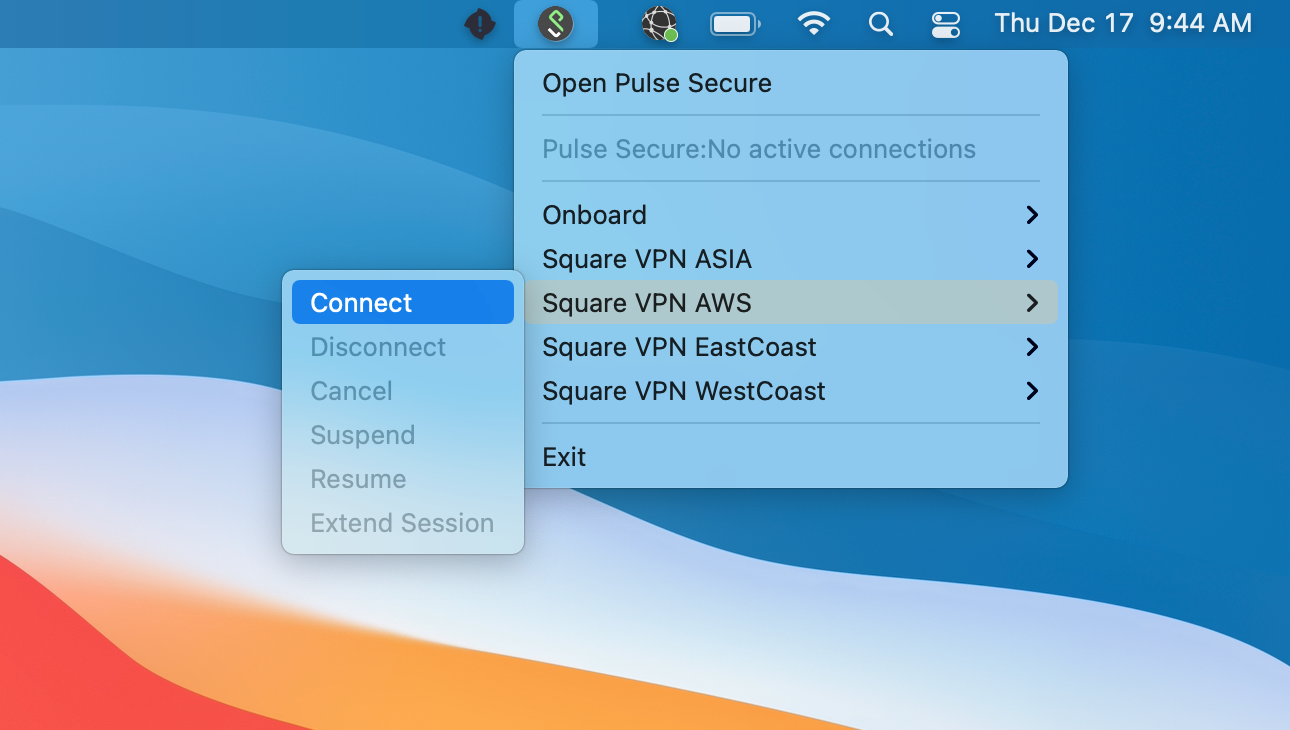 Thu Dec 17 9:44 AM
Open Pulse Secure
Pulse Secure:No active connections
Onboard
Square VPN ASIA
Square VPN AWS
Square VPN EastCoast
Square VPN WestCoast
Exit
Connect
Disconnect
Cancel
Suspend
Resume
Extend Session